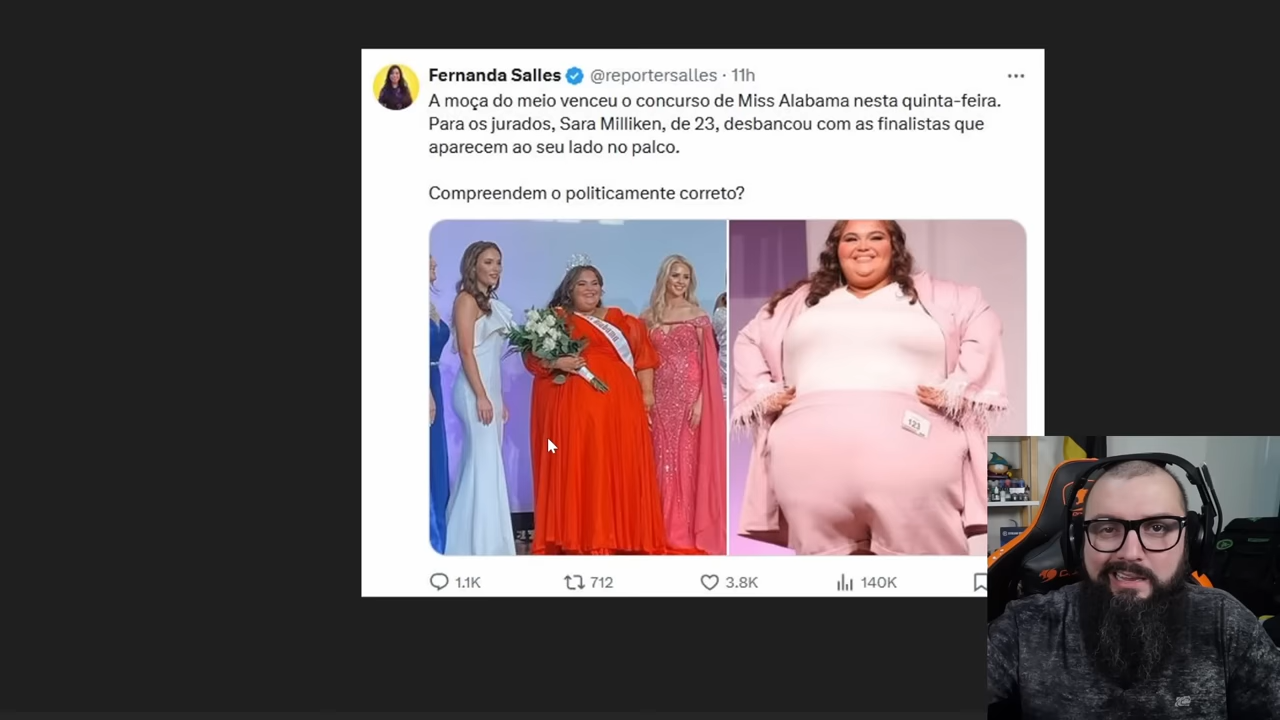 Fernanda Salles @reportersalles · 11h
A moça do meio venceu o concurso de Miss Alabama nesta quinta-feira.
Para os jurados, Sara Milliken, de 23, desbancou com as finalistas que
aparecem ao seu lado no palco.
Compreendem o politicamente correto?
123
1.1K 712 3.8K 140K